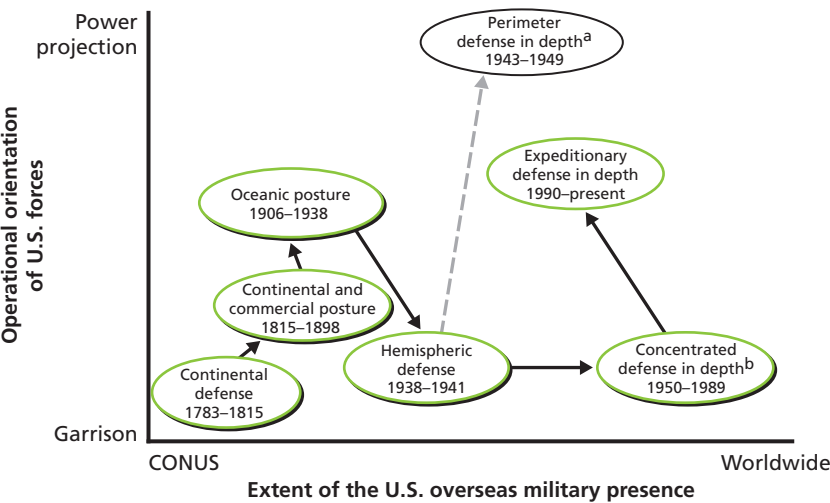 Power
projection
Perimeter
defense in deptha
1943–1949
Expeditionary
defense in depth
1990–present
Oceanic posture
1906–1938
Continental and
commercial posture
1815–1898
Continental
defense
1783–1815
Hemispheric
defense
1938–1941
Concentrated
defense in depthb
1950–1989
Operational orientation
of U.S. forces
Garrison
CONUS
Worldwide
Extent of the U.S. overseas military presence